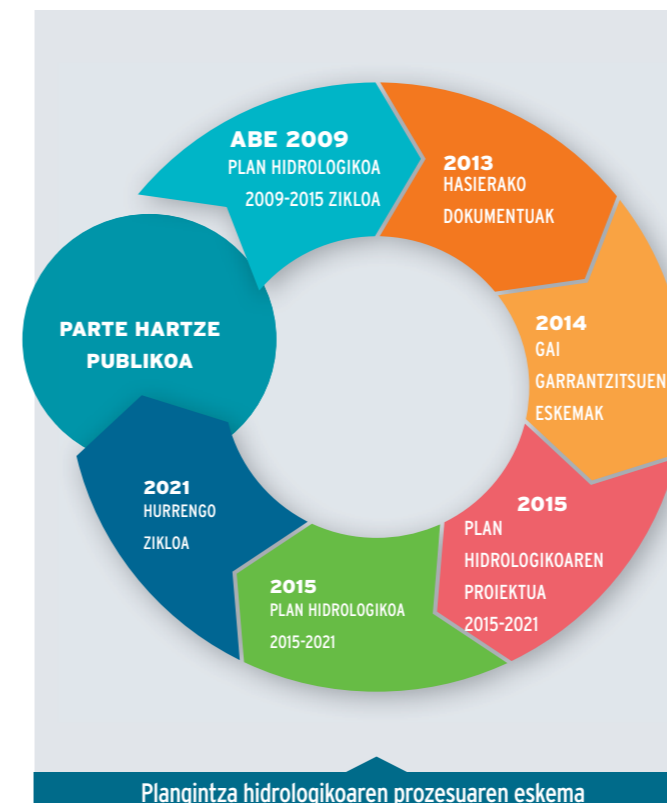 ABE 2009
PLAN HIDROLOGIKOA
2009-2015 ZIKLOA
2013
HASIERAKO
DOKUMENTUAK
2014
GAI
GARRANTZITSUEN
ESKEMAK
2015
PLAN
HIDROLOGIKOAREN
PROIEKTUA
2015-2021
2015
PLAN HIDROLOGIKOA
2015-2021
2021
HURRENGO
ZIKLOA
PARTE HARTZE
PUBLIKOA
Plangintza hidrologikoaren prozesuaren eskema